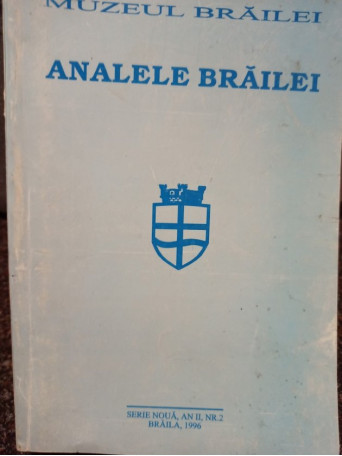 MUZEUL BRĂILEI
ANALELE BRĂILEI
SERIE NOUĂ, AN II, NR.2
BRĂILA, 1996